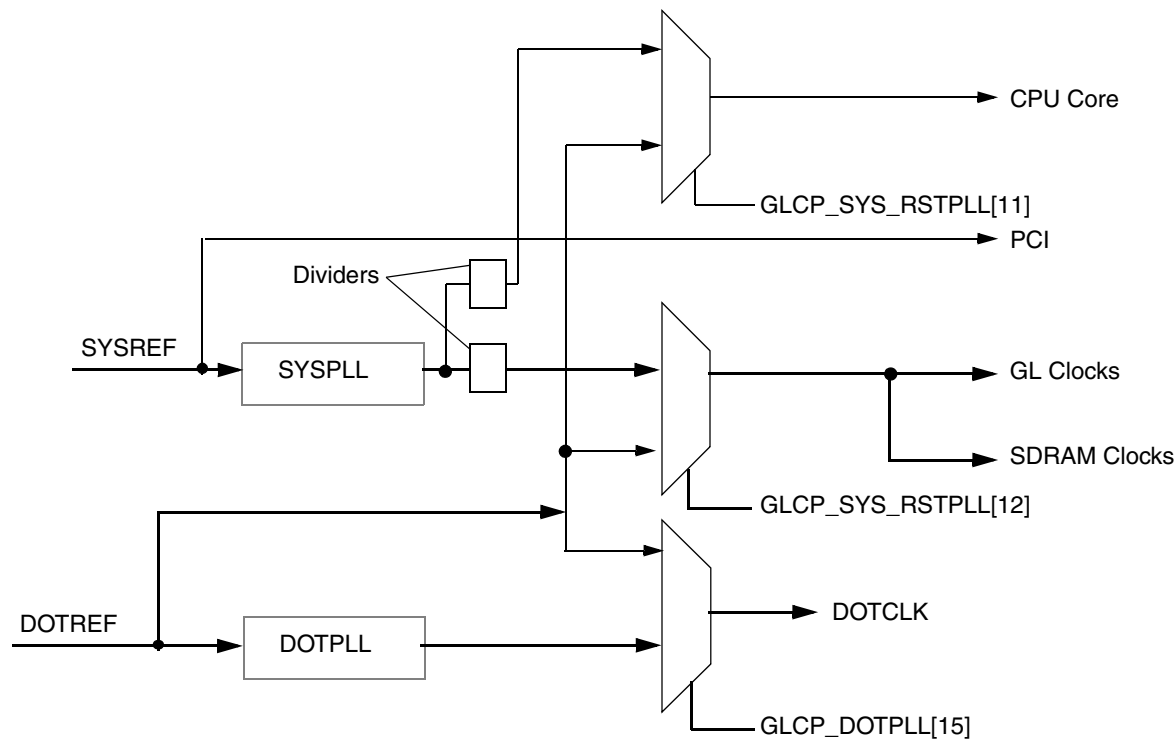 CPU Core
GLCP_SYS_RSTPLL[11]
PCI
Dividers
SYSREF
SYSPLL
GL Clocks
SDRAM Clocks
GLCP_SYS_RSTPLL[12]
DOTREF
DOTPLL
DOTCLK
GLCP_DOTPLL[15]